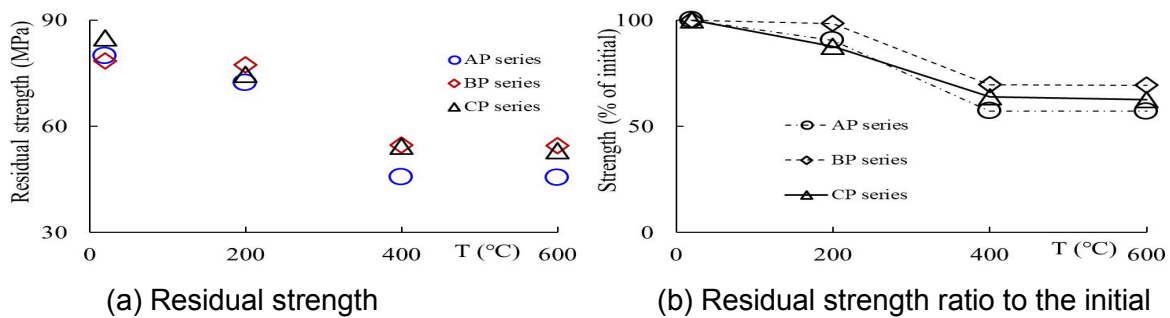 90
60
30
Residual strength (MPa)
AP series
BP series
CP series
0
200
400
600
T (℃)
(a) Residual strength
100
50
0
Strength (% of initial)
AP series
BP series
CP series
0
200
400
600
T (℃)
(b) Residual strength ratio to the initial